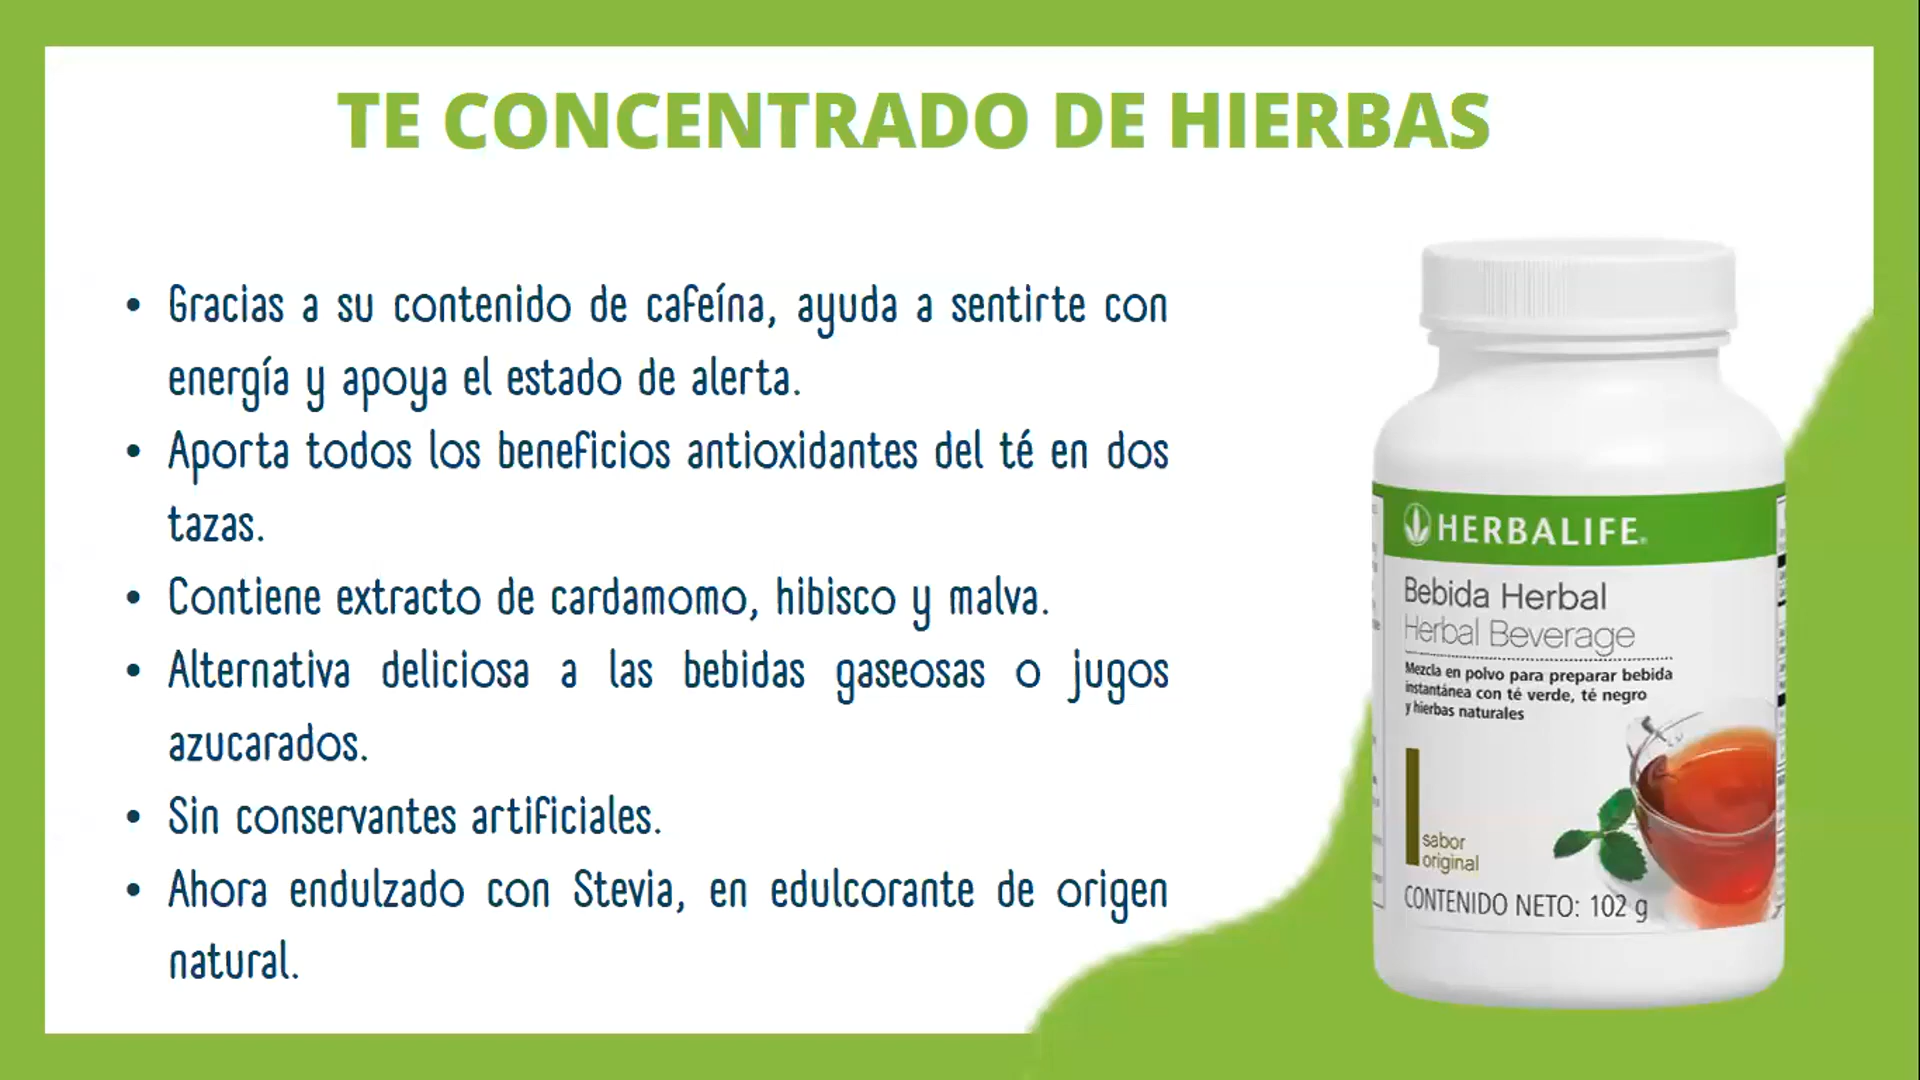 TE CONCENTRADO DE HIERBAS
• Gracias a su contenido de cafeína, ayuda a sentirte con
energía y apoya el estado de alerta.
• Aporta todos los beneficios antioxidantes del té en dos
tazas.
• Contiene extracto de cardamomo, hibisco y malva.
• Alternativa deliciosa a las bebidas gaseosas o jugos
azucarados.
• Sin conservantes artificiales.
• Ahora endulzado con Stevia, en edulcorante de origen
natural.
HERBALIFE.
Bebida Herbal
Herbal Beverage
Mezcla en polvo para preparar bebida
instantánea con té verde, té negro
y hierbas naturales
sabor
original
CONTENIDO NETO: 102 g